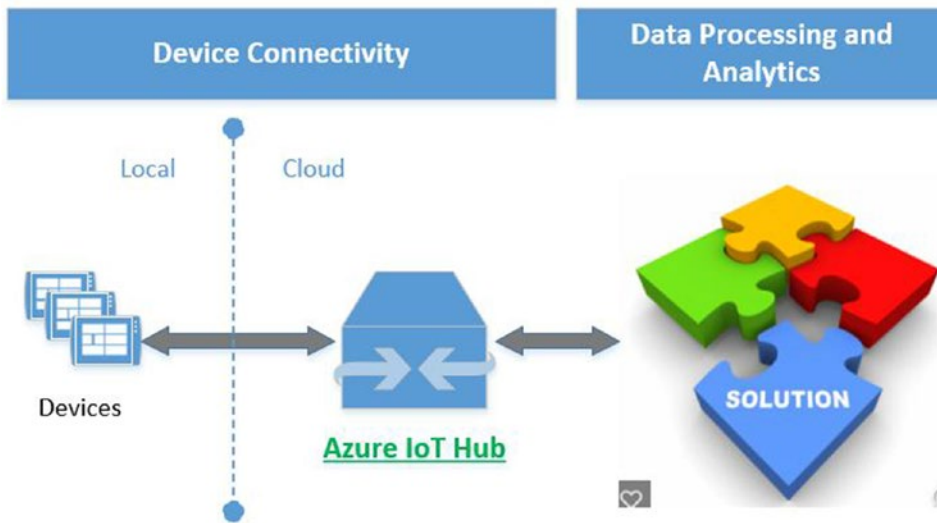 Device Connectivity
Data Processing and
Analytics
Local
Cloud
Devices
Azure IoT Hub
SOLUTION